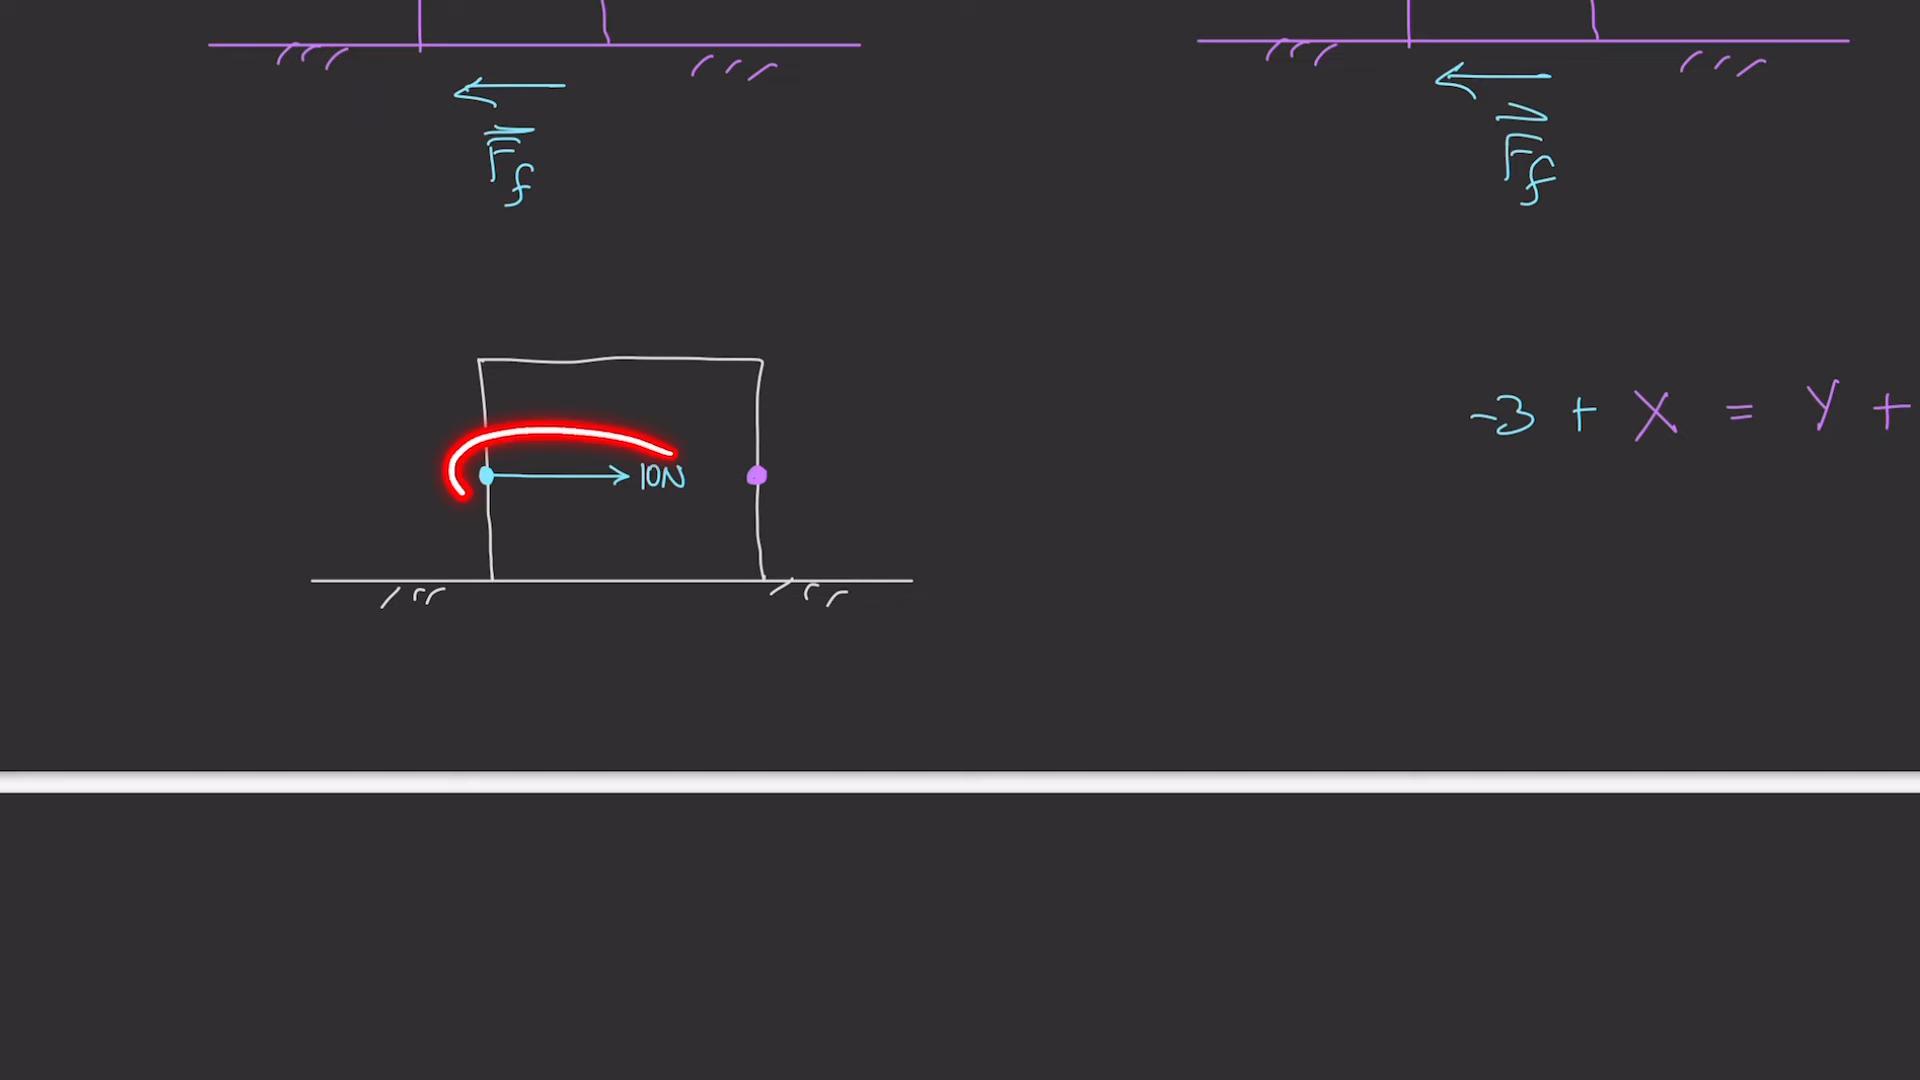 F_f
F_f
-3 + X = Y +
10N